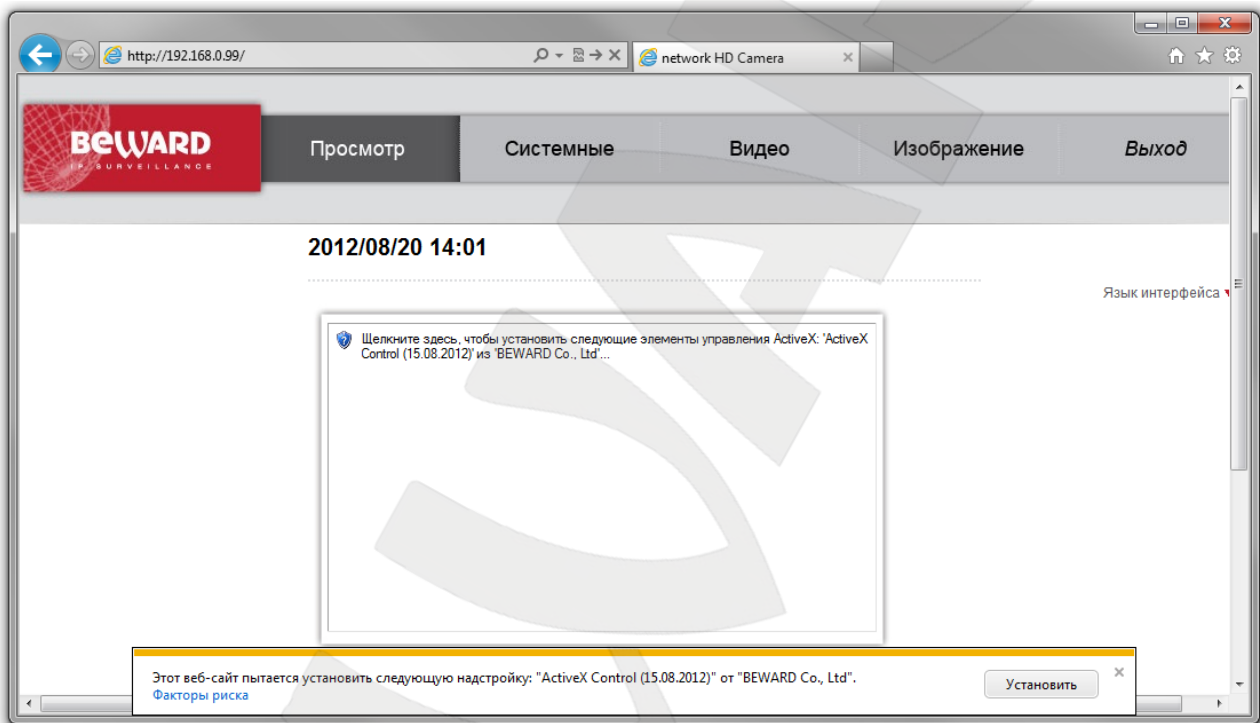 http://192.168.0.99/
network HD Camera
BEWARD
IP SURVEILLANCE
Просмотр
Системные
Видео
Изображение
Выход
2012/08/20 14:01
Язык интерфейса
Щелкните здесь, чтобы установить следующие элементы управления ActiveX: 'ActiveX
Control (15.08.2012)' из 'BEWARD Co., Ltd'...
Этот веб-сайт пытается установить следующую надстройку: "ActiveX Control (15.08.2012)" от "BEWARD Co., Ltd".
Факторы риска
Установить